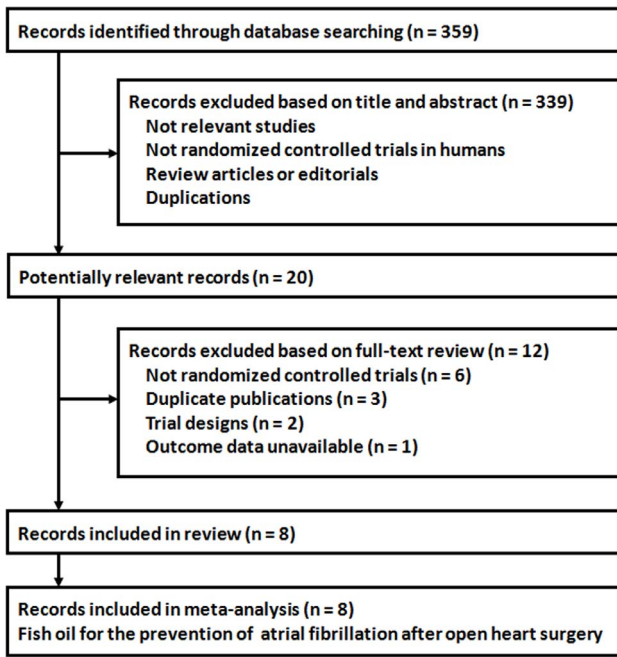 Records identified through database searching (n = 359)
Records excluded based on title and abstract (n = 339)
Not relevant studies
Not randomized controlled trials in humans
Review articles or editorials
Duplications
Potentially relevant records (n = 20)
Records excluded based on full-text review (n = 12)
Not randomized controlled trials (n = 6)
Duplicate publications (n = 3)
Trial designs (n = 2)
Outcome data unavailable (n = 1)
Records included in review (n = 8)
Records included in meta-analysis (n = 8)
Fish oil for the prevention of atrial fibrillation after open heart surgery